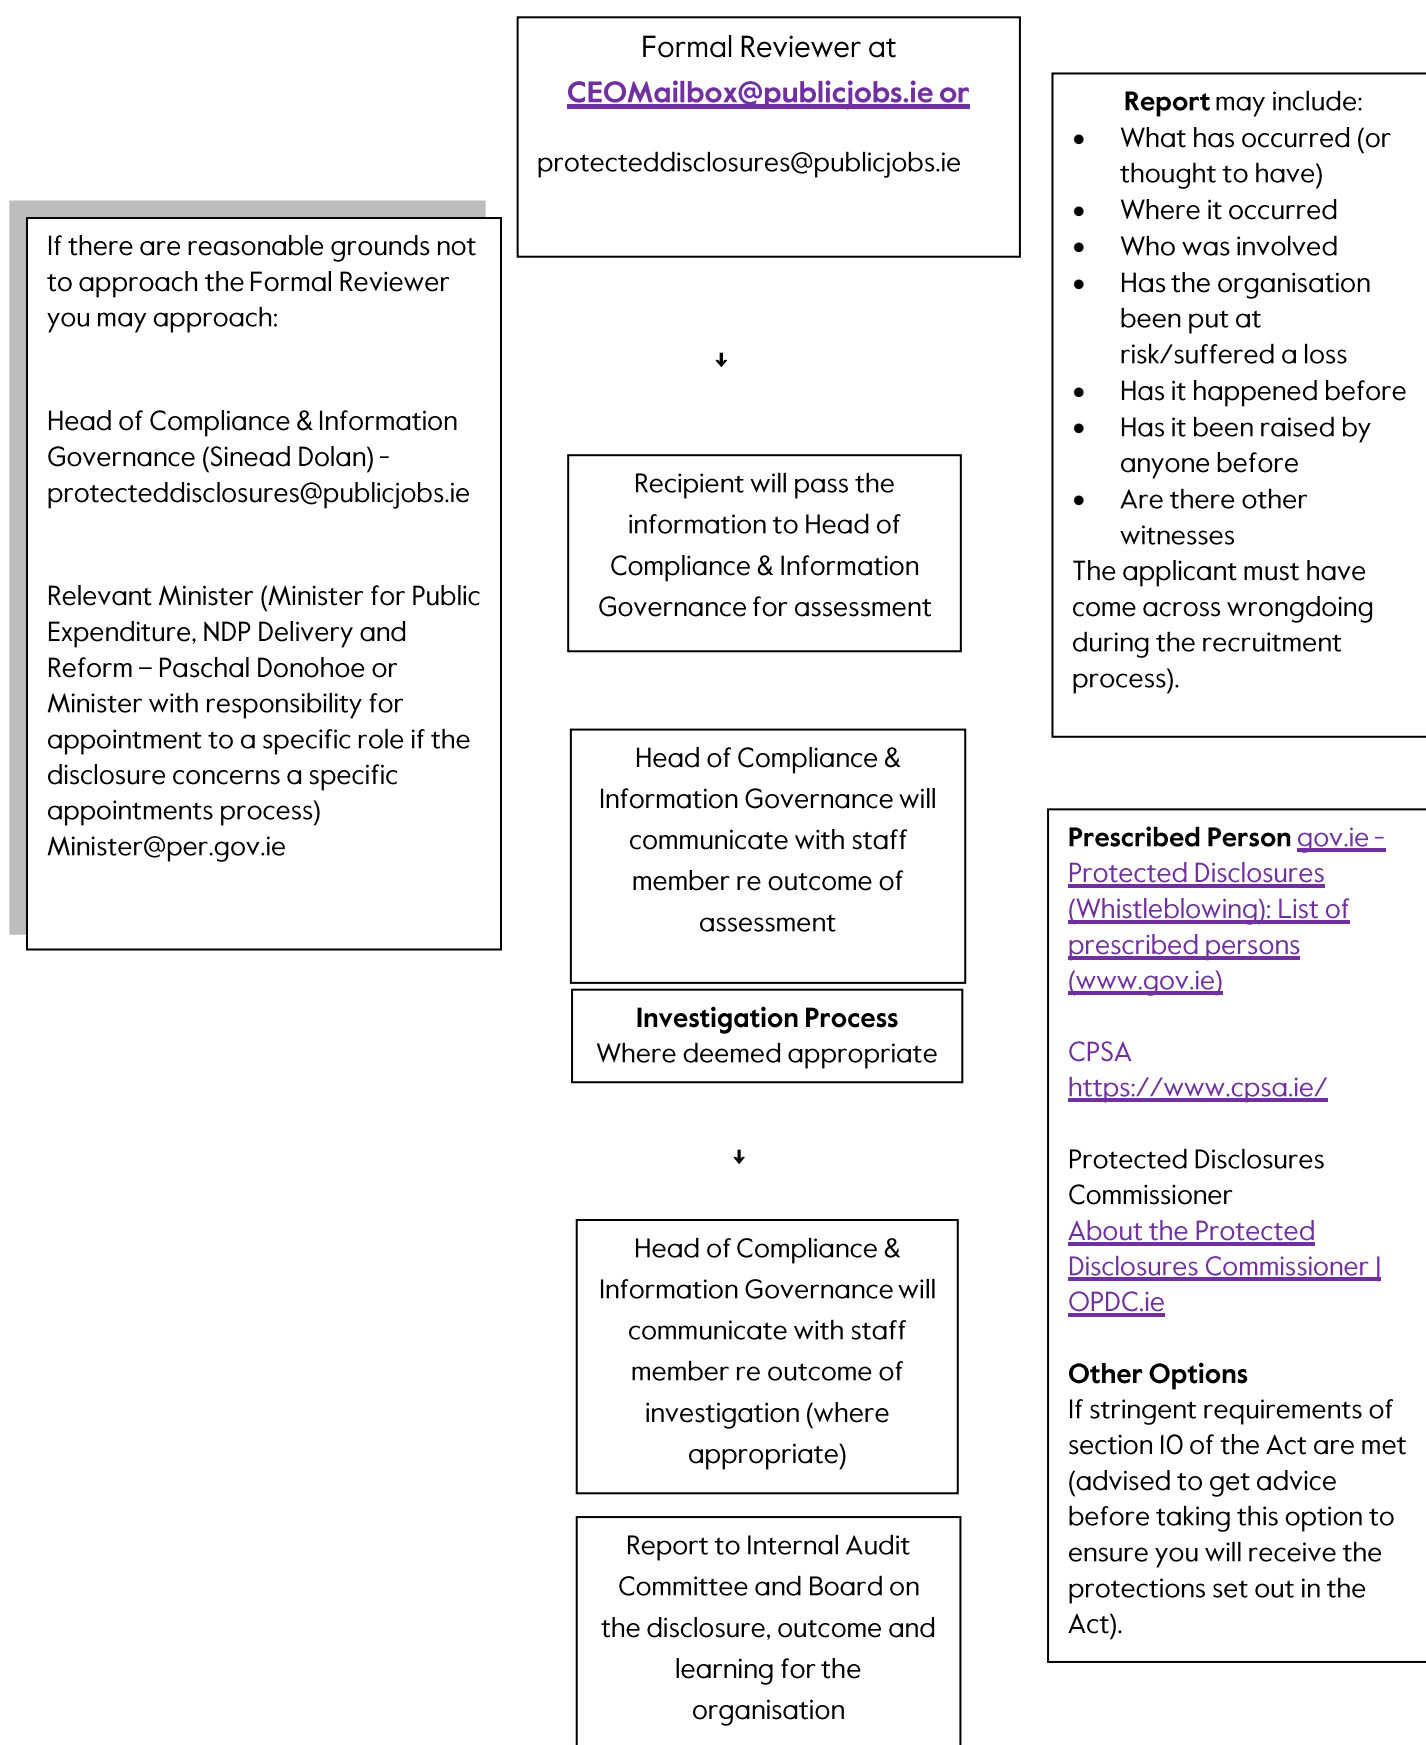 Formal Reviewer at
CEOMailbox@publicjobs.ie or
protecteddisclosures@publicjobs.ie
If there are reasonable grounds not
to approach the Formal Reviewer
you may approach:
Head of Compliance & Information
Governance (Sinead Dolan) -
protecteddisclosures@publicjobs.ie
Relevant Minister (Minister for Public
Expenditure, NDP Delivery and
Reform – Paschal Donohoe or
Minister with responsibility for
appointment to a specific role if the
disclosure concerns a specific
appointments process)
Minister@per.gov.ie
Recipient will pass the
information to Head of
Compliance & Information
Governance for assessment
Head of Compliance &
Information Governance will
communicate with staff
member re outcome of
assessment
Investigation Process
Where deemed appropriate
Head of Compliance &
Information Governance will
communicate with staff
member re outcome of
investigation (where
appropriate)
Report to Internal Audit
Committee and Board on
the disclosure, outcome and
learning for the
organisation
Report may include:
• What has occurred (or
thought to have)
• Where it occurred
• Who was involved
• Has the organisation
been put at
risk/suffered a loss
• Has it happened before
• Has it been raised by
anyone before
• Are there other
witnesses
The applicant must have
come across wrongdoing
during the recruitment
process).
Prescribed Person gov.ie -
Protected Disclosures
(Whistleblowing): List of
prescribed persons
(www.gov.ie)
CPSA
https://www.cpsa.ie/
Protected Disclosures
Commissioner
About the Protected
Disclosures Commissioner |
OPDC.ie
Other Options
If stringent requirements of
section 10 of the Act are met
(advised to get advice
before taking this option to
ensure you will receive the
protections set out in the
Act).